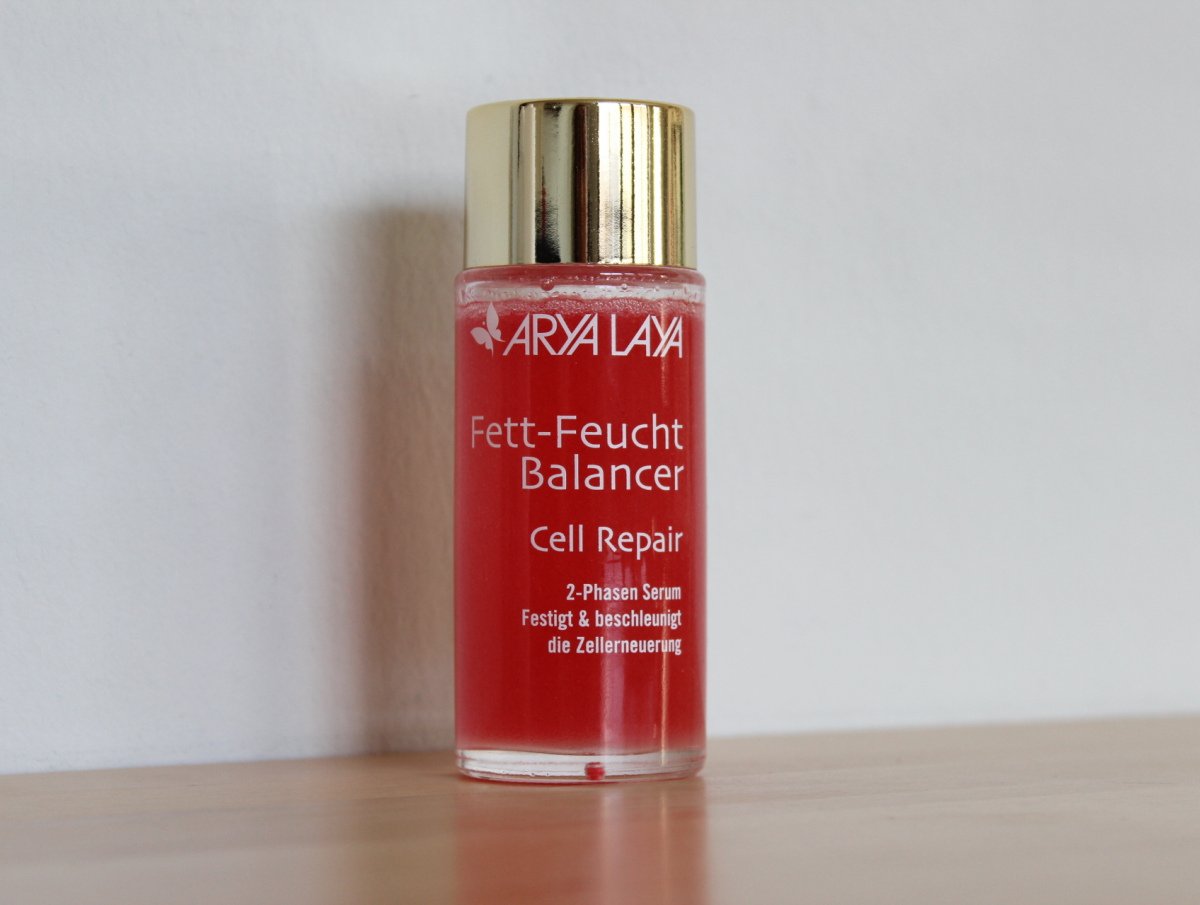 ARYA LAYA
Fett-Feucht
Balancer
Cell Repair
2-Phasen Serum
Festigt & beschleunigt
die Zellerneuerung